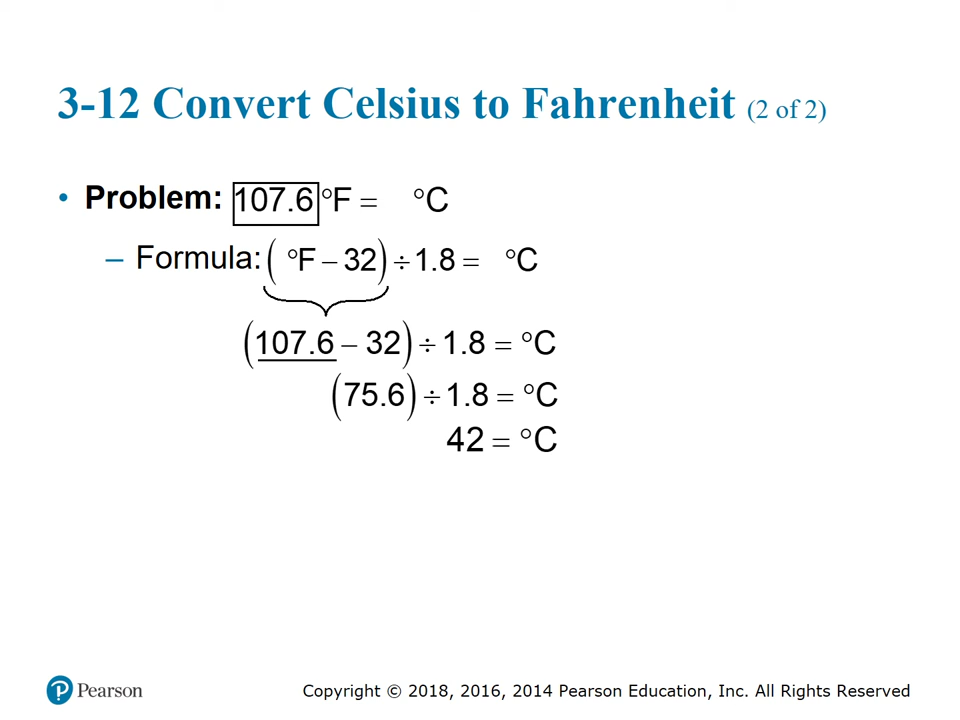 3-12 Convert Celsius to Fahrenheit (2 of 2)
• Problem: 107.6 °F = °C
– Formula: ( °F – 32) ÷ 1.8 = °C
(107.6 – 32) ÷ 1.8 = °C
(75.6) ÷ 1.8 = °C
42 = °C
Pearson
Copyright © 2018, 2016, 2014 Pearson Education, Inc. All Rights Reserved